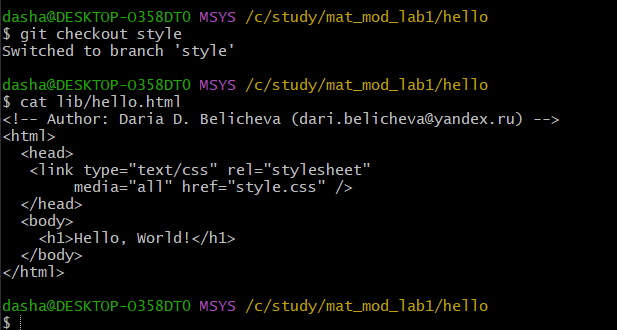 dasha@DESKTOP-O358DT0 MSYS /c/study/mat_mod_lab1/hello
$ git checkout style
Switched to branch 'style'

dasha@DESKTOP-O358DT0 MSYS /c/study/mat_mod_lab1/hello
$ cat lib/hello.html
<!-- Author: Daria D. Belicheva (dari.belicheva@yandex.ru) -->
<html>
  <head>
   <link type="text/css" rel="stylesheet"
        media="all" href="style.css" />
  </head>
  <body>
    <h1>Hello, World!</h1>
  </body>
</html>

dasha@DESKTOP-O358DT0 MSYS /c/study/mat_mod_lab1/hello
$